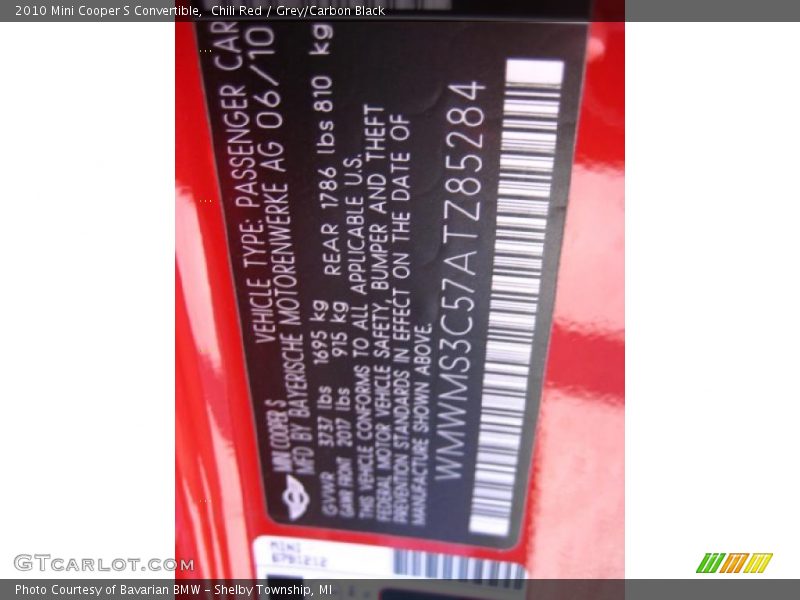 2010 Mini Cooper S Convertible,  Chili Red / Grey/Carbon Black
MINI COOPER S VEHICLE TYPE: PASSENGER CAR
MFD BY BAYERISCHE MOTORENWERKE AG 06/10
GVWR 3737 lbs 1695 kg
GAWR FRONT 2017 lbs 915 kg REAR 1786 lbs 810 kg
THIS VEHICLE CONFORMS TO ALL APPLICABLE U.S.
FEDERAL MOTOR VEHICLE SAFETY, BUMPER AND THEFT
PREVENTION STANDARDS IN EFFECT ON THE DATE OF
MANUFACTURE SHOWN ABOVE.
WMWMS3C57ATZ85284
MINI
GTCarLot.com
Photo Courtesy of Bavarian BMW – Shelby Township, MI